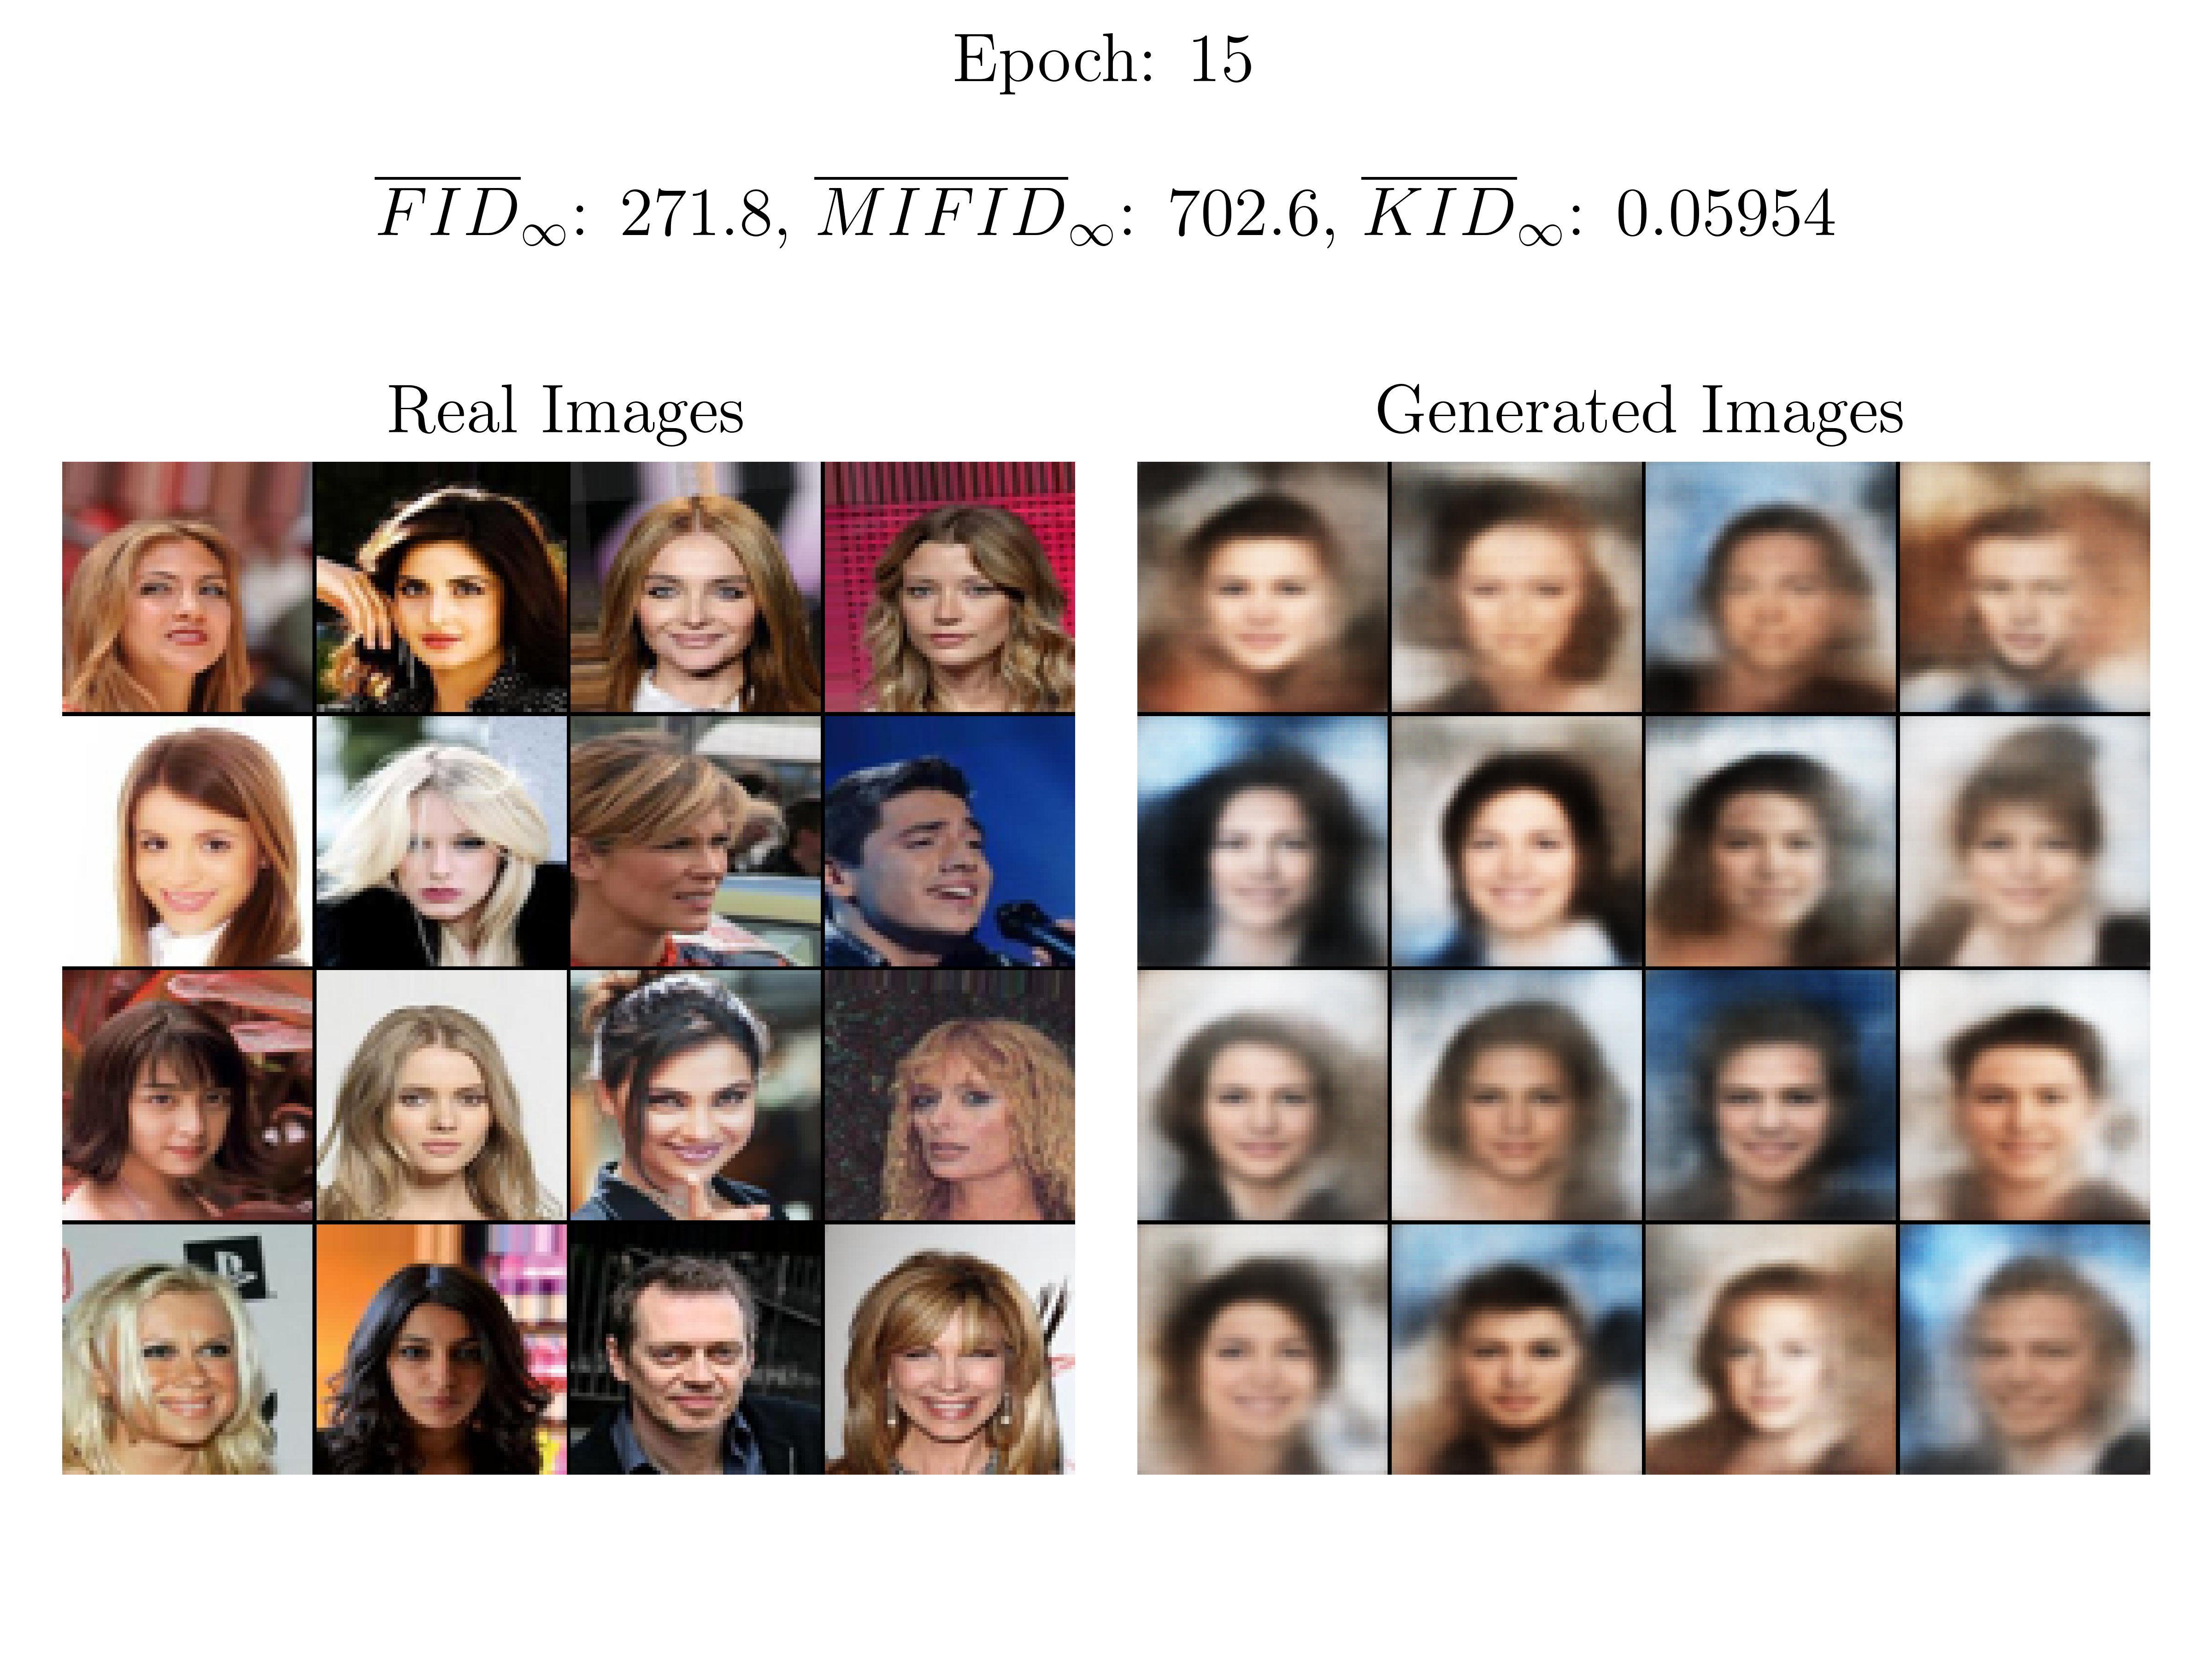 Epoch: 15
FID∞: 271.8, MIFID∞: 702.6, KID∞: 0.05954
Real Images
Generated Images